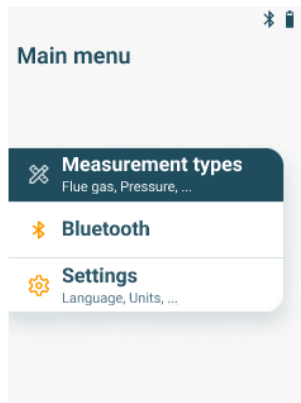 Main menu
Measurement types
Flue gas, Pressure, ...
Bluetooth
Settings
Language, Units, ...